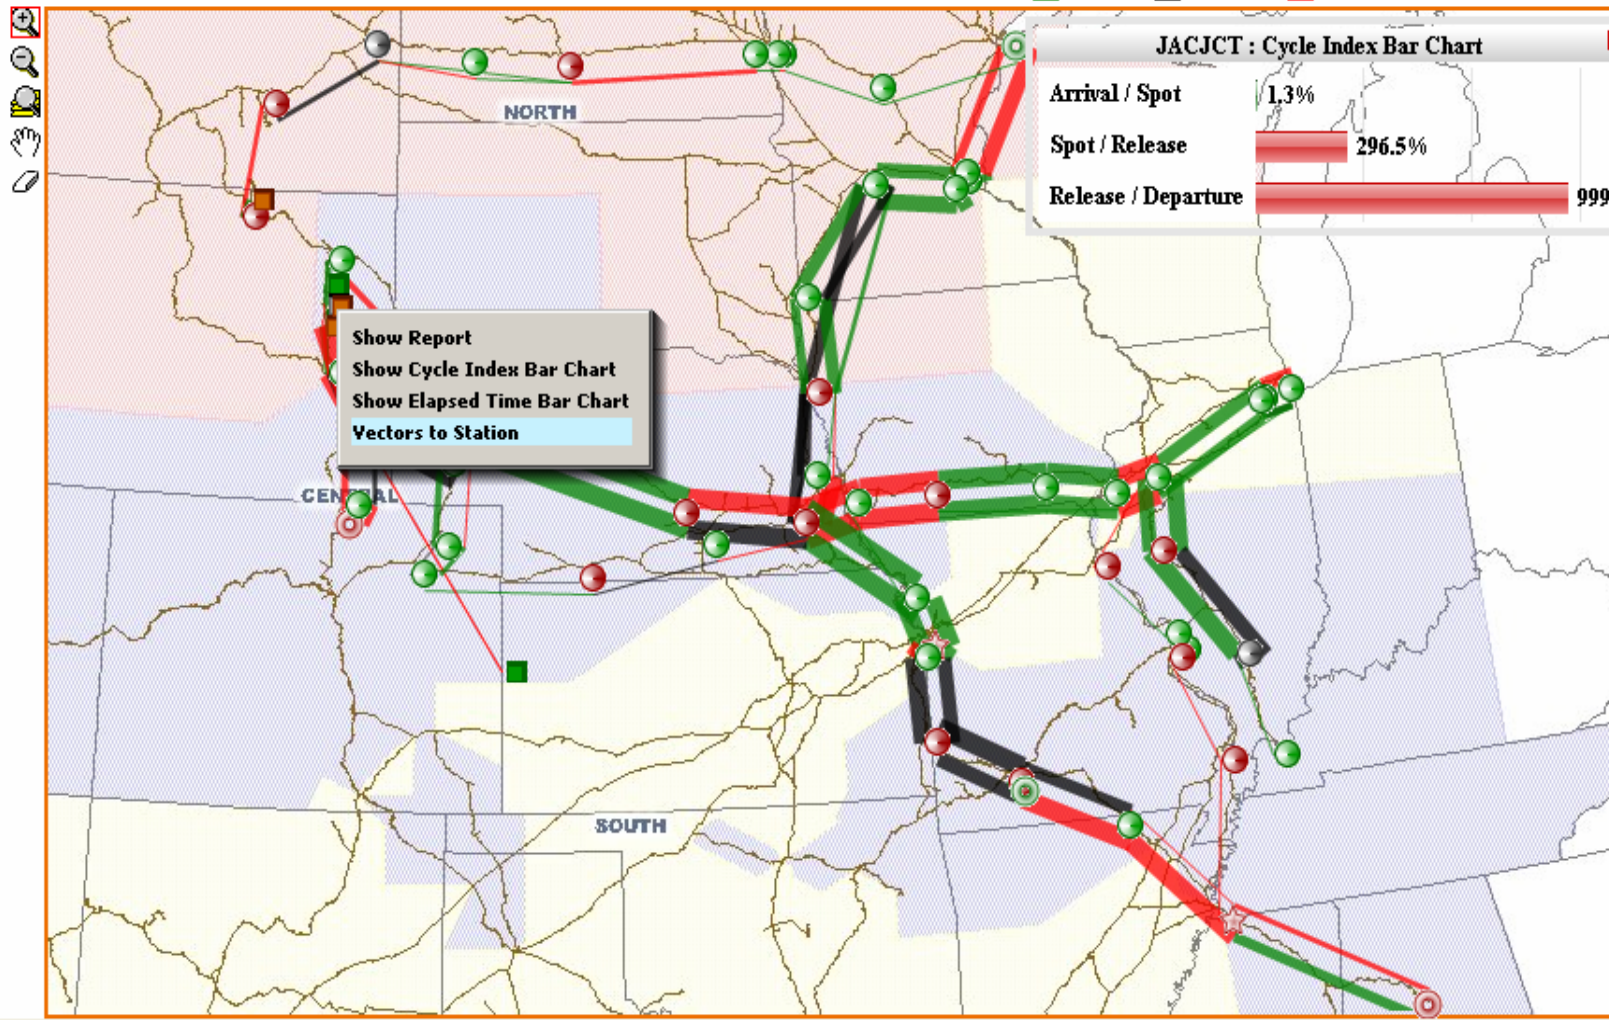 JACJCT : Cycle Index Bar Chart
Arrival / Spot 1.3%
Spot / Release 296.5%
Release / Departure 999
NORTH
Show Report
Show Cycle Index Bar Chart
Show Elapsed Time Bar Chart
Vectors to Station
CENTRAL
SOUTH